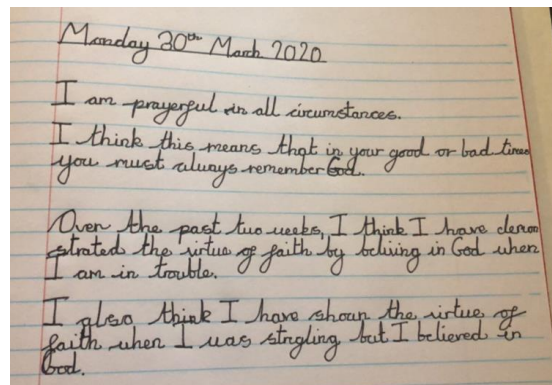 Monday 30th March 2020
I am prayerful in all circumstances.
I think this means that in your good or bad times
you must always remember God.
Over the past two weeks, I think I have demon
strated the virtue of faith by beliving in God when
I am in trouble.
I also think I have shown the virtue of
faith when I was strgling but I believed in
God.